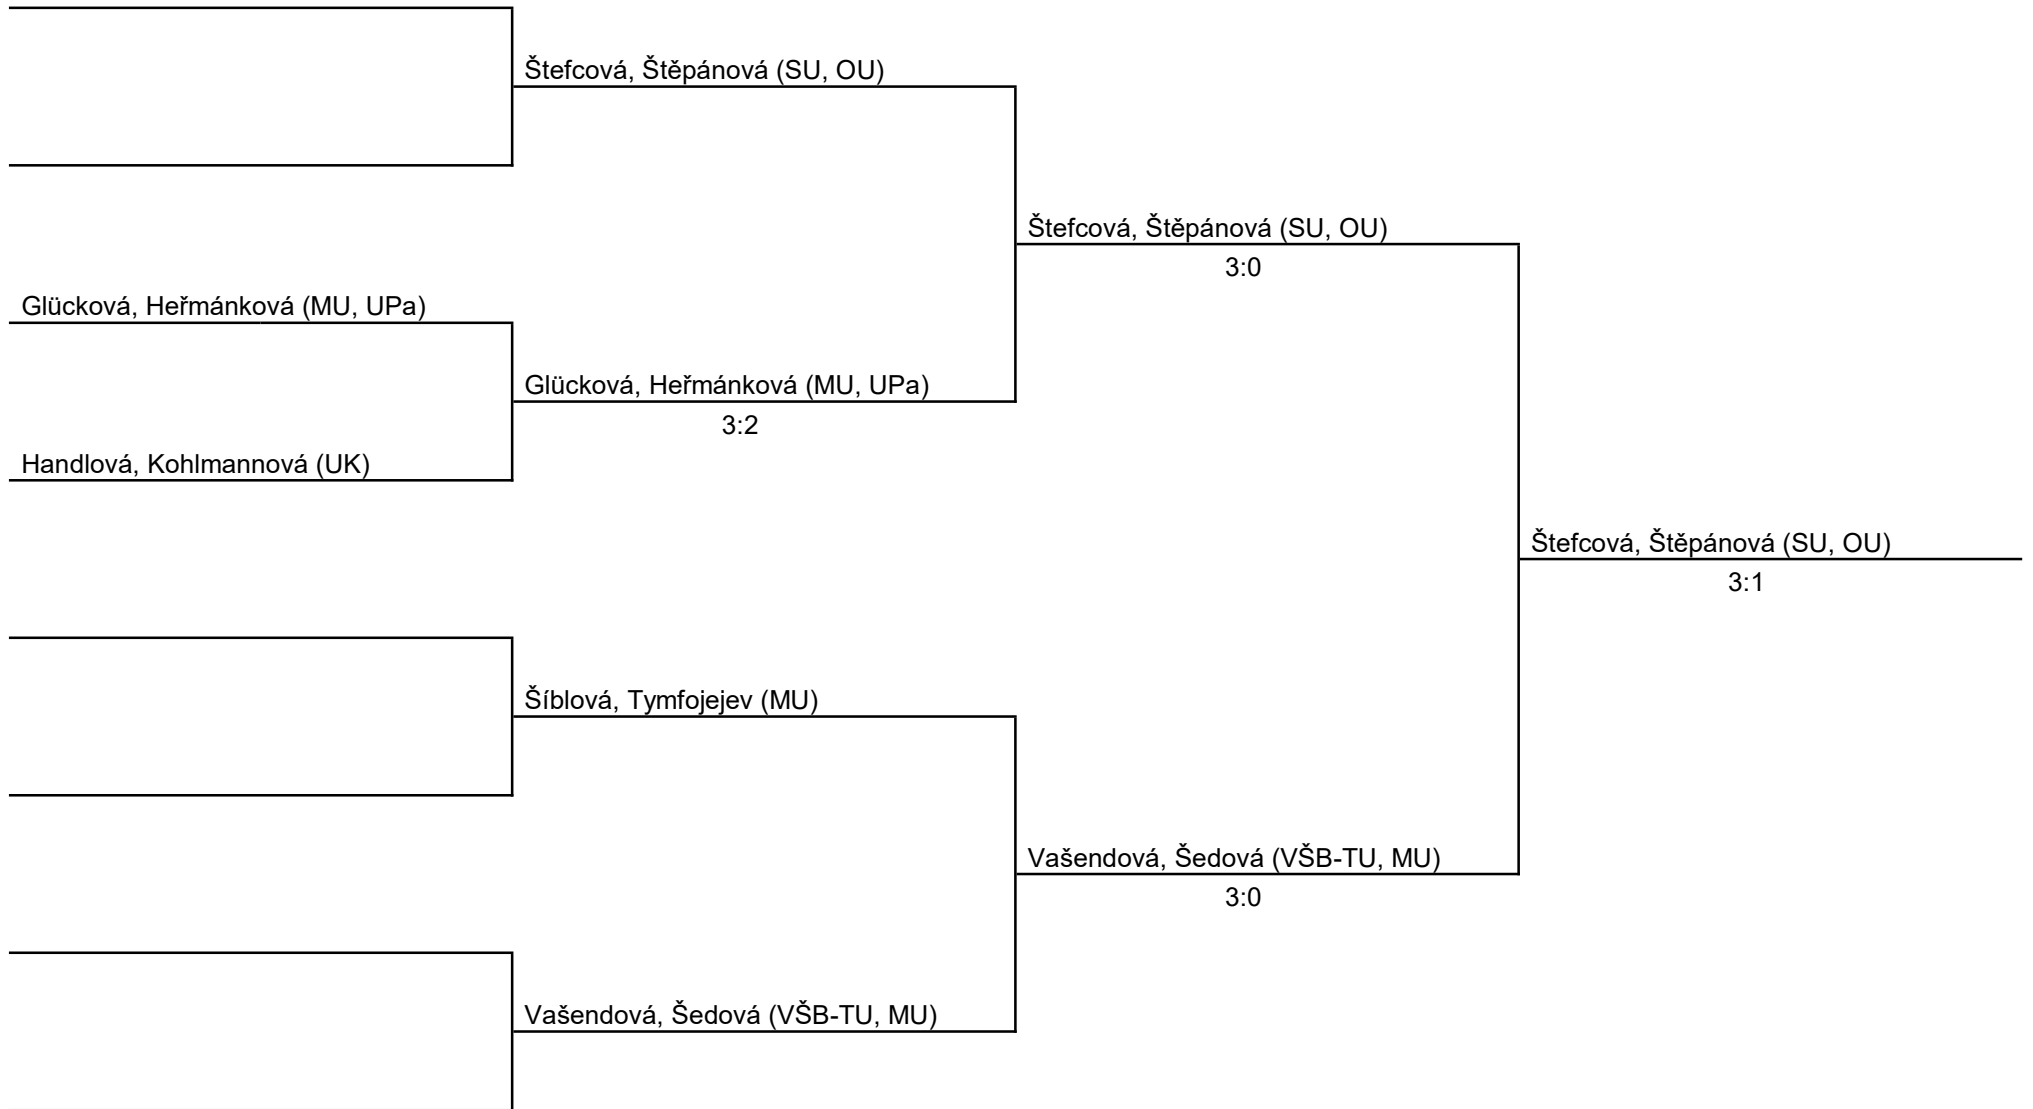 Štefcová, Štěpánová (SU, OU)
Štefcová, Štěpánová (SU, OU)
3:0
Glücková, Heřmánková (MU, UPa)
Glücková, Heřmánková (MU, UPa)
3:2
Handlová, Kohlmannová (UK)
Štefcová, Štěpánová (SU, OU)
3:1
Šíblová, Tymfojejev (MU)
Vašendová, Šedová (VŠB-TU, MU)
3:0
Vašendová, Šedová (VŠB-TU, MU)